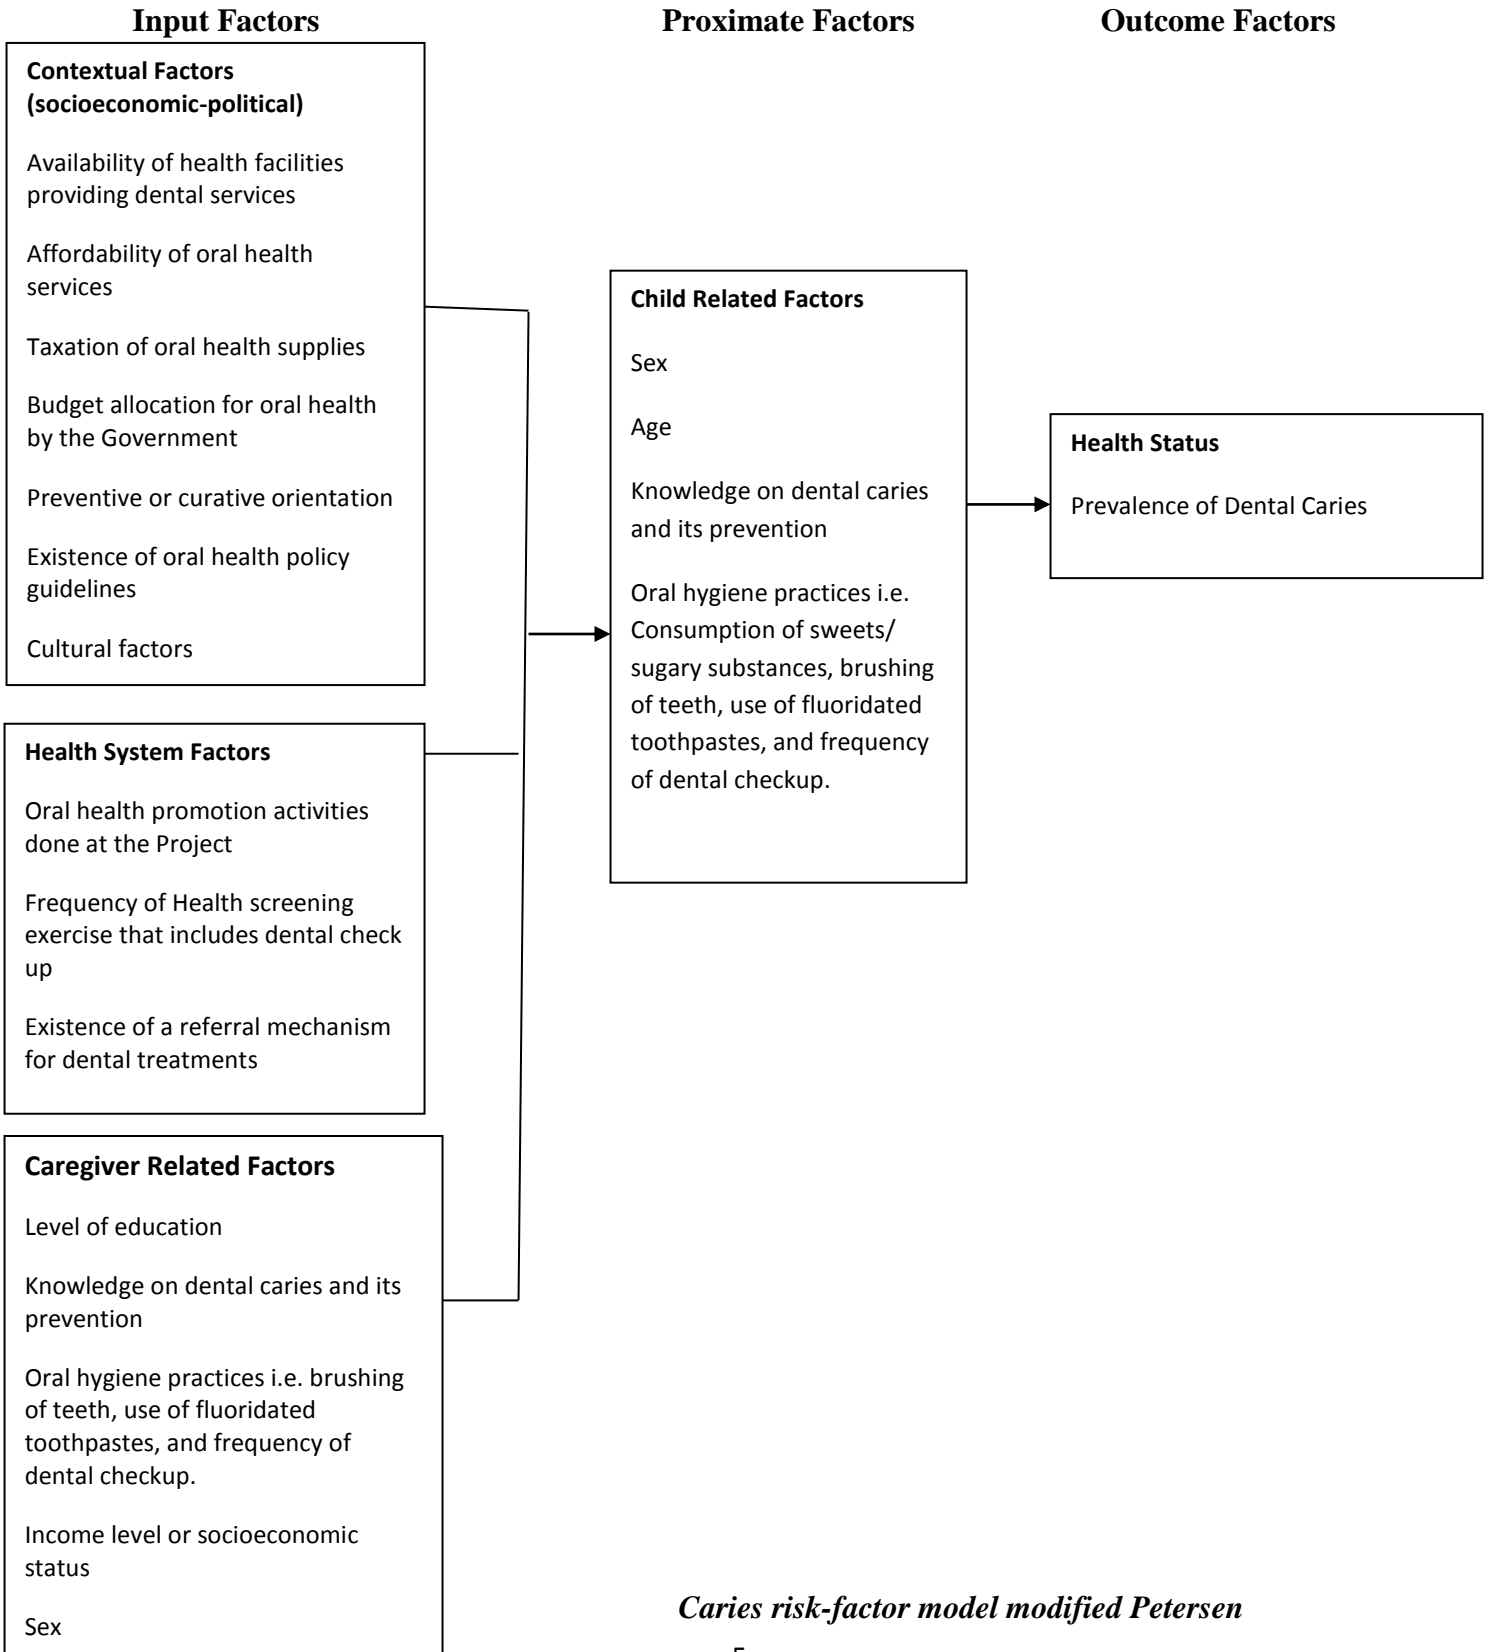 Input Factors
Proximate Factors
Outcome Factors
Contextual Factors
(socioeconomic-political)
Availability of health facilities
providing dental services
Affordability of oral health
services
Taxation of oral health supplies
Budget allocation for oral health
by the Government
Preventive or curative orientation
Existence of oral health policy
guidelines
Cultural factors
Health System Factors
Oral health promotion activities
done at the Project
Frequency of Health screening
exercise that includes dental check
up
Existence of a referral mechanism
for dental treatments
Caregiver Related Factors
Level of education
Knowledge on dental caries and its
prevention
Oral hygiene practices i.e. brushing
of teeth, use of fluoridated
toothpastes, and frequency of
dental checkup.
Income level or socioeconomic
status
Sex
Child Related Factors
Sex
Age
Knowledge on dental caries
and its prevention
Oral hygiene practices i.e.
Consumption of sweets/
sugary substances, brushing
of teeth, use of fluoridated
toothpastes, and frequency
of dental checkup.
Health Status
Prevalence of Dental Caries
Caries risk-factor model modified Petersen